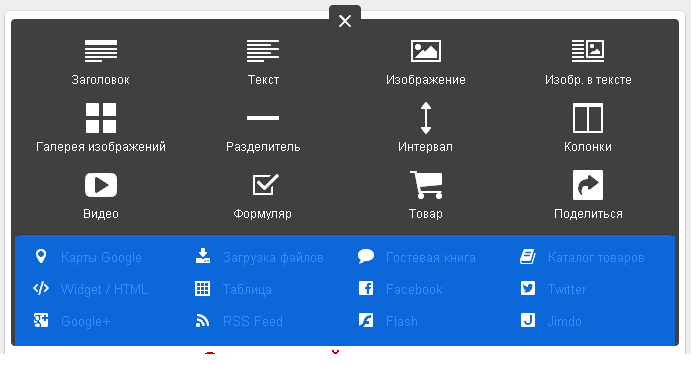 Заголовок Текст Изображение Изобр. в тексте
Галерея изображений Разделитель Интервал Колонки
Видео Формуляр Товар Поделиться
Карты Google Загрузка файлов Гостевая книга Каталог товаров
Widget / HTML Таблица Facebook Twitter
Google+ RSS Feed Flash Jimdo